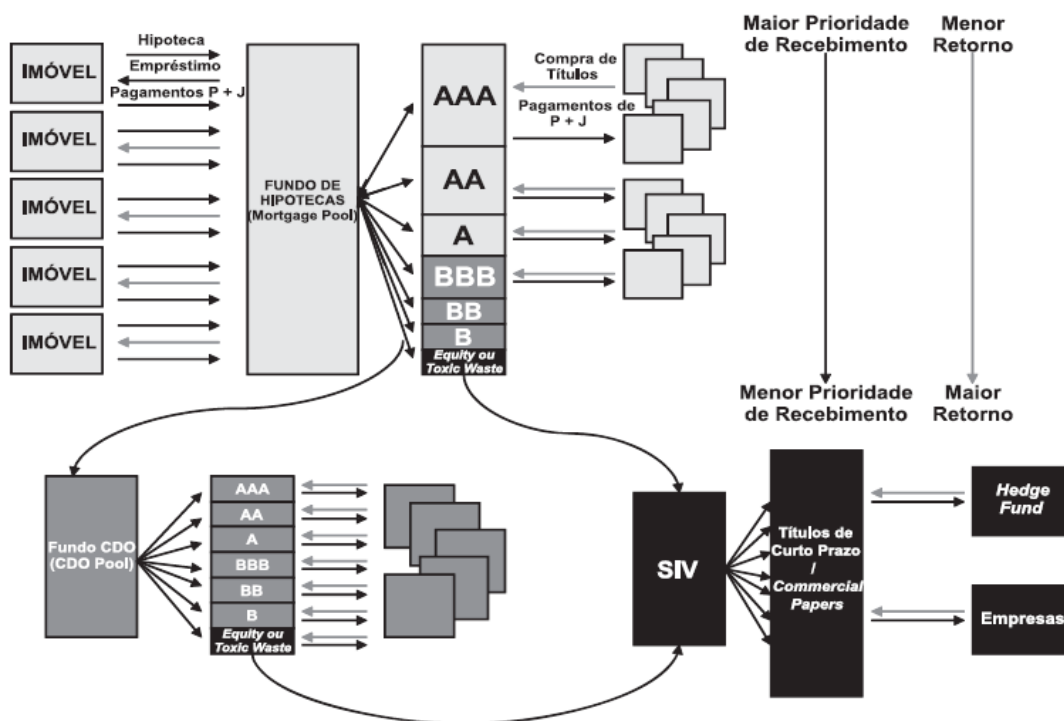 Maior Prioridade
de Recebimento
Menor
Retorno
IMÓVEL
Hipoteca
Empréstimo
Pagamentos P + J
IMÓVEL
IMÓVEL
IMÓVEL
IMÓVEL
FUNDO DE
HIPOTECAS
(Mortgage Pool)
AAA
AA
A
BBB
BB
B
Equity ou
Toxic Waste
Compra de
Títulos
Pagamentos de
P + J
Menor Prioridade
de Recebimento
Maior
Retorno
Fundo CDO
(CDO Pool)
AAA
AA
A
BBB
BB
B
Equity ou
Toxic Waste
SIV
Títulos de
Curto Prazo
/
Commercial
Papers
Hedge
Fund
Empresas